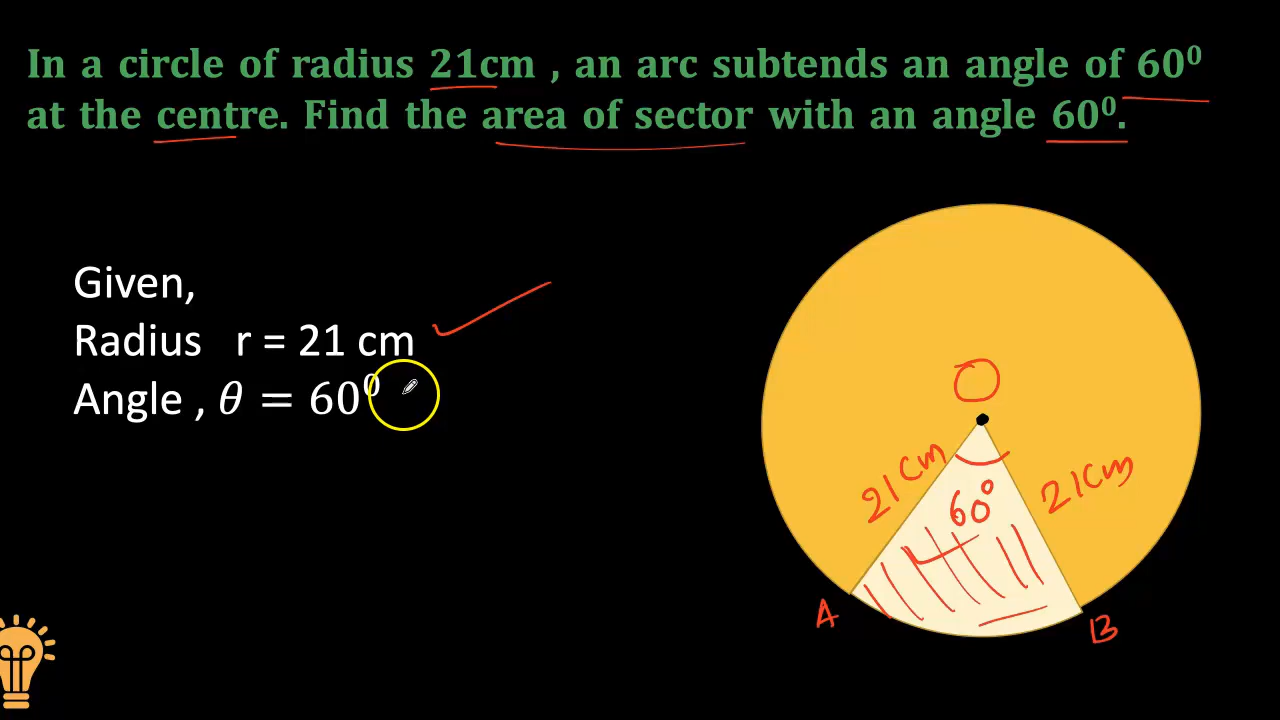 In a circle of radius 21cm , an arc subtends an angle of 60⁰
at the centre. Find the area of sector with an angle 60⁰.
Given,
Radius r = 21 cm
Angle , θ = 60⁰
O
21cm
21cm
60°
A
B